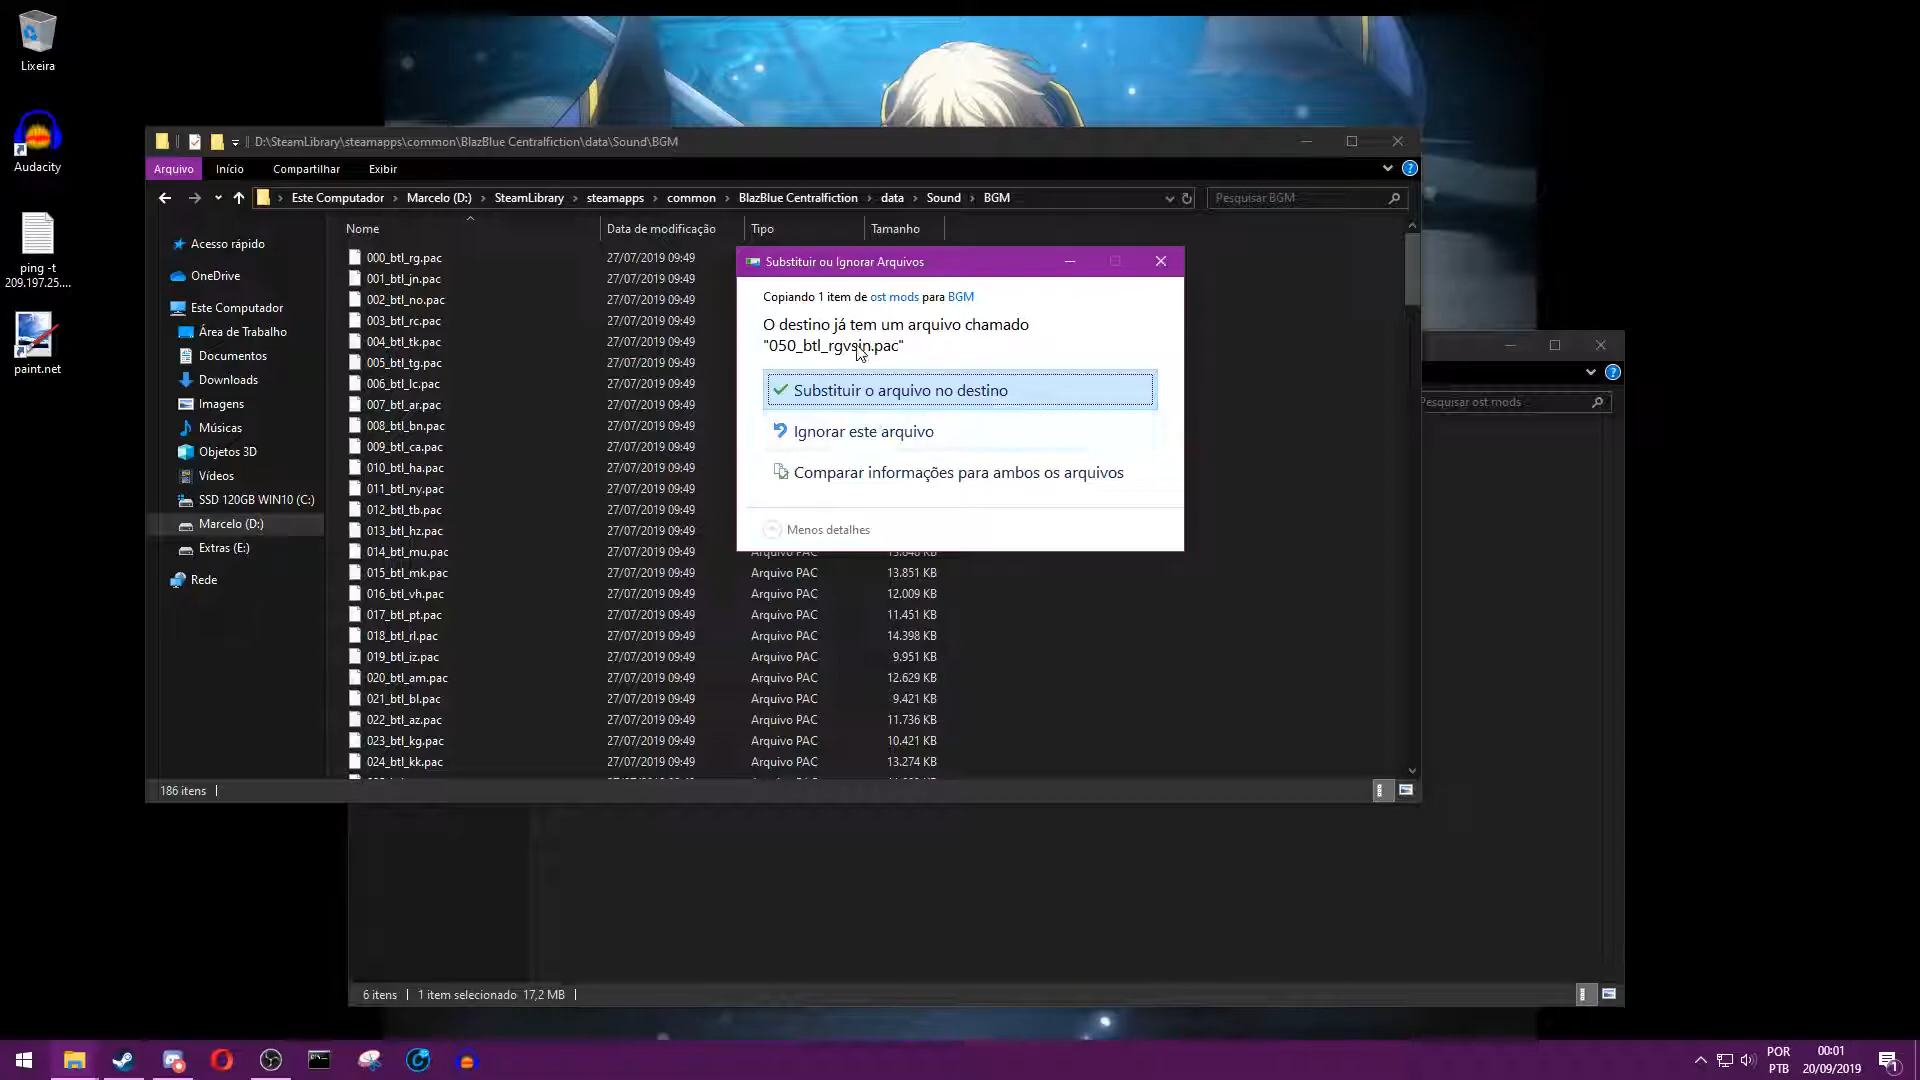 Lixeira
Audacity
ping -t
209.197.25....
paint.net
D:\SteamLibrary\steamapps\common\BlazBlue Centralfiction\data\Sound\BGM
Arquivo Início Compartilhar Exibir
Este Computador Marcelo (D:) SteamLibrary steamapps common BlazBlue Centralfiction data Sound BGM
Pesquisar BGM
Acesso rápido
OneDrive
Este Computador
Área de Trabalho
Documentos
Downloads
Imagens
Músicas
Objetos 3D
Vídeos
SSD 120GB WIN10 (C:)
Marcelo (D:)
Extras (E:)
Rede
Nome Data de modificação Tipo Tamanho
000_btl_rg.pac 27/07/2019 09:49
001_btl_jn.pac 27/07/2019 09:49
002_btl_no.pac 27/07/2019 09:49
003_btl_rc.pac 27/07/2019 09:49
004_btl_tk.pac 27/07/2019 09:49
005_btl_tg.pac 27/07/2019 09:49
006_btl_lc.pac 27/07/2019 09:49
007_btl_ar.pac 27/07/2019 09:49
008_btl_bn.pac 27/07/2019 09:49
009_btl_ca.pac 27/07/2019 09:49
010_btl_ha.pac 27/07/2019 09:49
011_btl_ny.pac 27/07/2019 09:49
012_btl_tb.pac 27/07/2019 09:49
013_btl_hz.pac 27/07/2019 09:49
014_btl_mu.pac 27/07/2019 09:49 Arquivo PAC
015_btl_mk.pac 27/07/2019 09:49 Arquivo PAC 13.851 KB
016_btl_vh.pac 27/07/2019 09:49 Arquivo PAC 12.009 KB
017_btl_pt.pac 27/07/2019 09:49 Arquivo PAC 11.451 KB
018_btl_rl.pac 27/07/2019 09:49 Arquivo PAC 14.398 KB
019_btl_iz.pac 27/07/2019 09:49 Arquivo PAC 9.951 KB
020_btl_am.pac 27/07/2019 09:49 Arquivo PAC 12.629 KB
021_btl_bl.pac 27/07/2019 09:49 Arquivo PAC 9.421 KB
022_btl_az.pac 27/07/2019 09:49 Arquivo PAC 11.736 KB
023_btl_kg.pac 27/07/2019 09:49 Arquivo PAC 10.421 KB
024_btl_kk.pac 27/07/2019 09:49 Arquivo PAC 13.274 KB
186 itens
Substituir ou Ignorar Arquivos
Copiando 1 item de ost mods para BGM
O destino já tem um arquivo chamado
"050_btl_rgvsin.pac"
Substituir o arquivo no destino
Ignorar este arquivo
Comparar informações para ambos os arquivos
Menos detalhes
Pesquisar ost mods
6 itens 1 item selecionado 17,2 MB
POR
PTB
00:01
20/09/2019
1